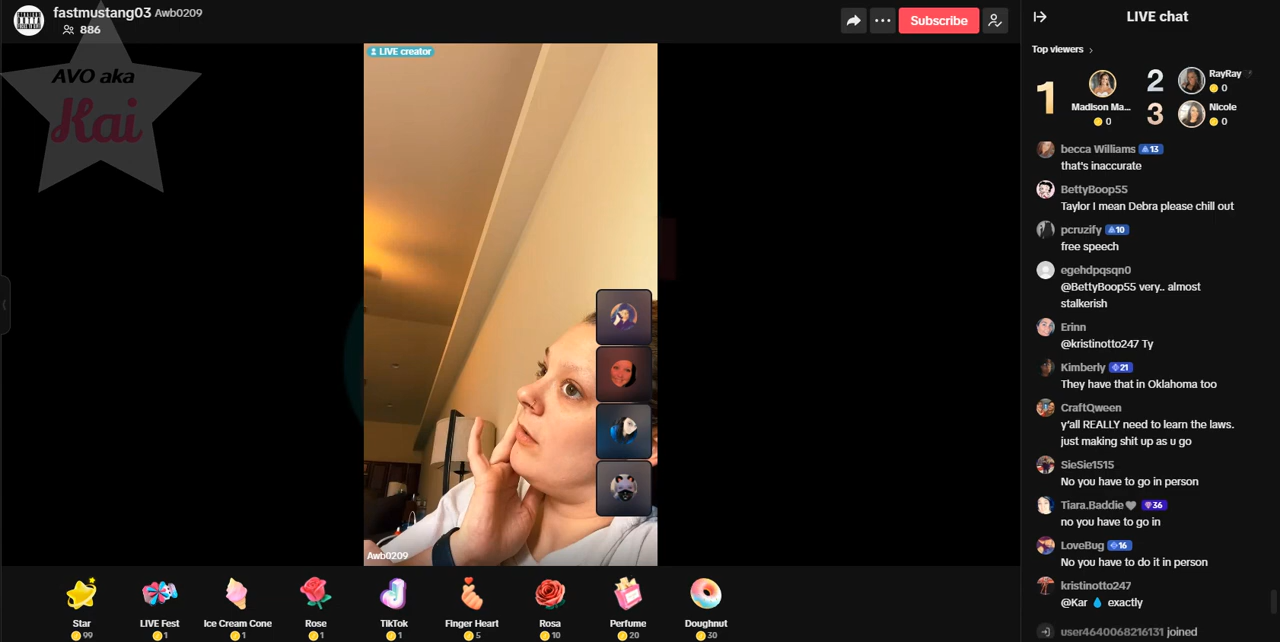 fastmustang03 Awb0209
886
Subscribe
AVO aka
Kai
LIVE creator
Awb0209
Star
99
LIVE Fest
1
Ice Cream Cone
1
Rose
1
TikTok
1
Finger Heart
5
Rosa
10
Perfume
20
Doughnut
30
LIVE chat
Top viewers
1
Madison Ma...
0
2
RayRay
0
3
Nicole
0
becca Williams 13
that's inaccurate
BettyBoop55
Taylor I mean Debra please chill out
pcruzify 10
free speech
egehdpqsqn0
@BettyBoop55 very.. almost
stalkerish
Erinn
@kristinotto247 Ty
Kimberly 21
They have that in Oklahoma too
CraftQween
y'all REALLY need to learn the laws.
just making shit up as u go
SieSie1515
No you have to go in person
Tiara.Baddie 36
no you have to go in
LoveBug 16
No you have to do it in person
kristinotto247
@Kar 💧 exactly
user4640068216131 joined